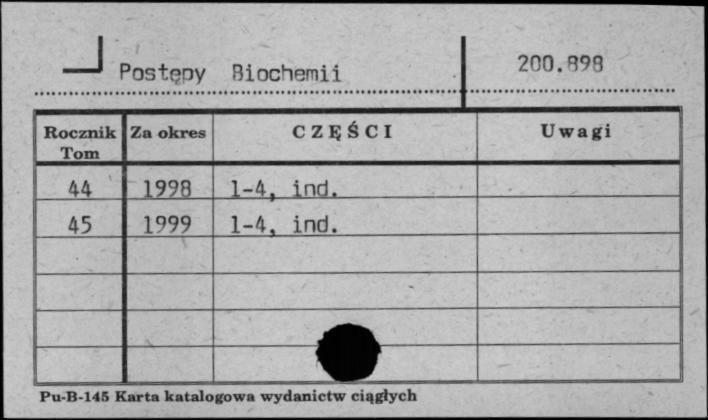 Postępy Biochemii 200.898
Rocznik Tom Za okres CZĘŚCI Uwagi
44 1998 1-4, ind.
45 1999 1-4, ind.
Pu-B-145 Karta katalogowa wydanictw ciągłych